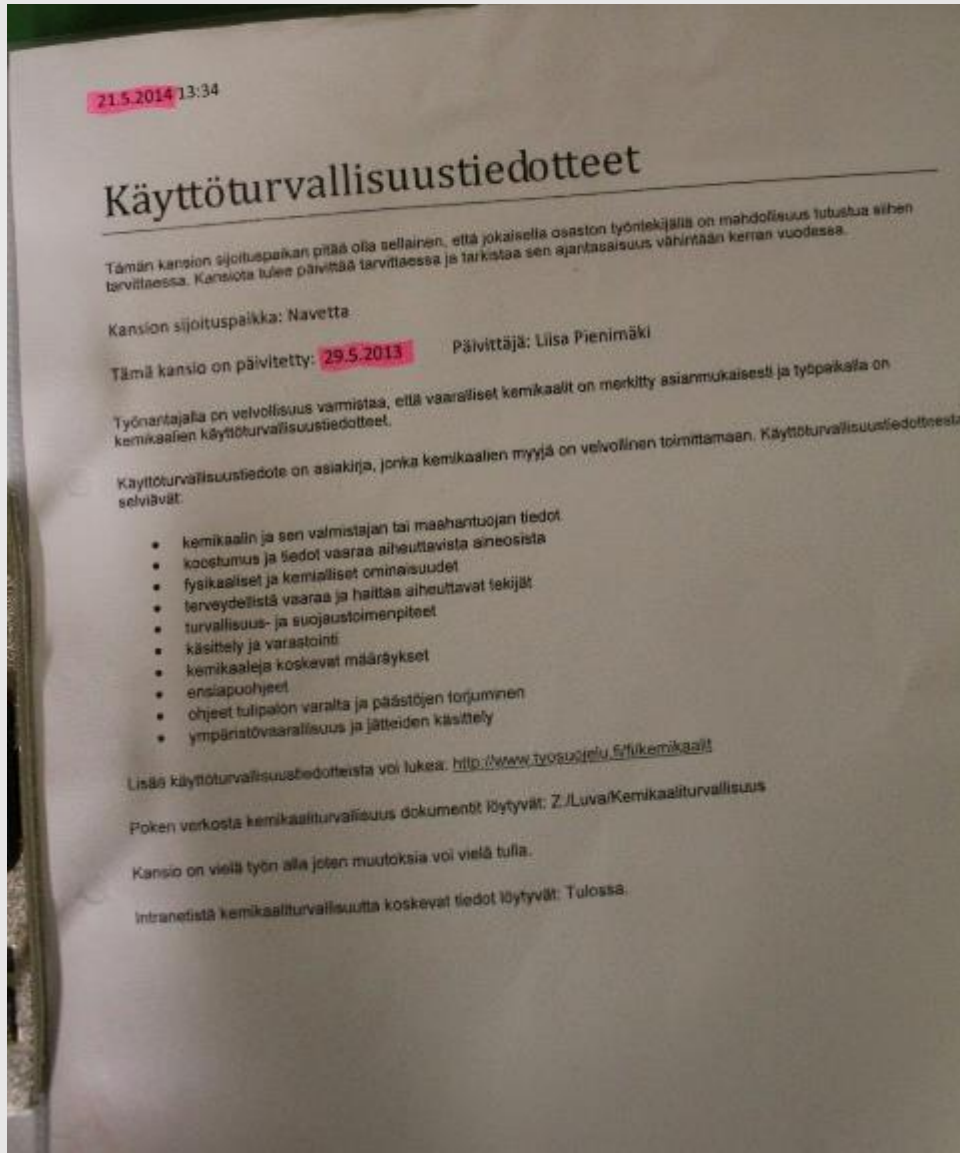 21.5.2014 13:34
Käyttöturvallisuustiedotteet
Tämän kansion sijoituspaikan pitää olla sellainen, että jokaisella osaston työntekijällä on mahdollisuus tutustua siihen
tarvittaessa. Kansiota tulee päivittää tarvittaessa ja tarkistaa sen ajantasaisuus vähintään kerran vuodessa.
Kansion sijoituspaikka: Navetta
Tämä kansio on päivitetty: 29.5.2013 Päivittäjä: Liisa Pienimäki
Työnantajalla on velvollisuus varmistaa, että vaaralliset kemikaalit on merkitty asianmukaisesti ja työpaikalla on
kemikaalien käyttöturvallisuustiedotteet.
Käyttöturvallisuustiedote on asiakirja, jonka kemikaalien myyjä on velvollinen toimittamaan. Käyttöturvallisuustiedotteesta
selviävät:
• kemikaalin ja sen valmistajan tai maahantuojan tiedot
• koostumus ja tiedot vaaraa aiheuttavista aineosista
• fysikaaliset ja kemialliset ominaisuudet
• terveydellistä vaaraa ja haittaa aiheuttavat tekijät
• turvallisuus- ja suojaustoimenpiteet
• käsittely ja varastointi
• kemikaaleja koskevat määräykset
• ensiapuohjeet
• ohjeet tulipalon varalta ja päästöjen torjuminen
• ympäristövaarallisuus ja jätteiden käsittely
Lisää käyttöturvallisuustiedotteista voi lukea: http://www.tyosuojelu.fi/fi/kemikaalit
Poken verkosta kemikaaliturvallisuus dokumentit löytyvät: Z:/Luva/Kemikaaliturvallisuus
Kansio on vielä työn alla joten muutoksia voi vielä tulla.
Intranetistä kemikaaliturvallisuutta koskevat tiedot löytyvät: Tulossa.